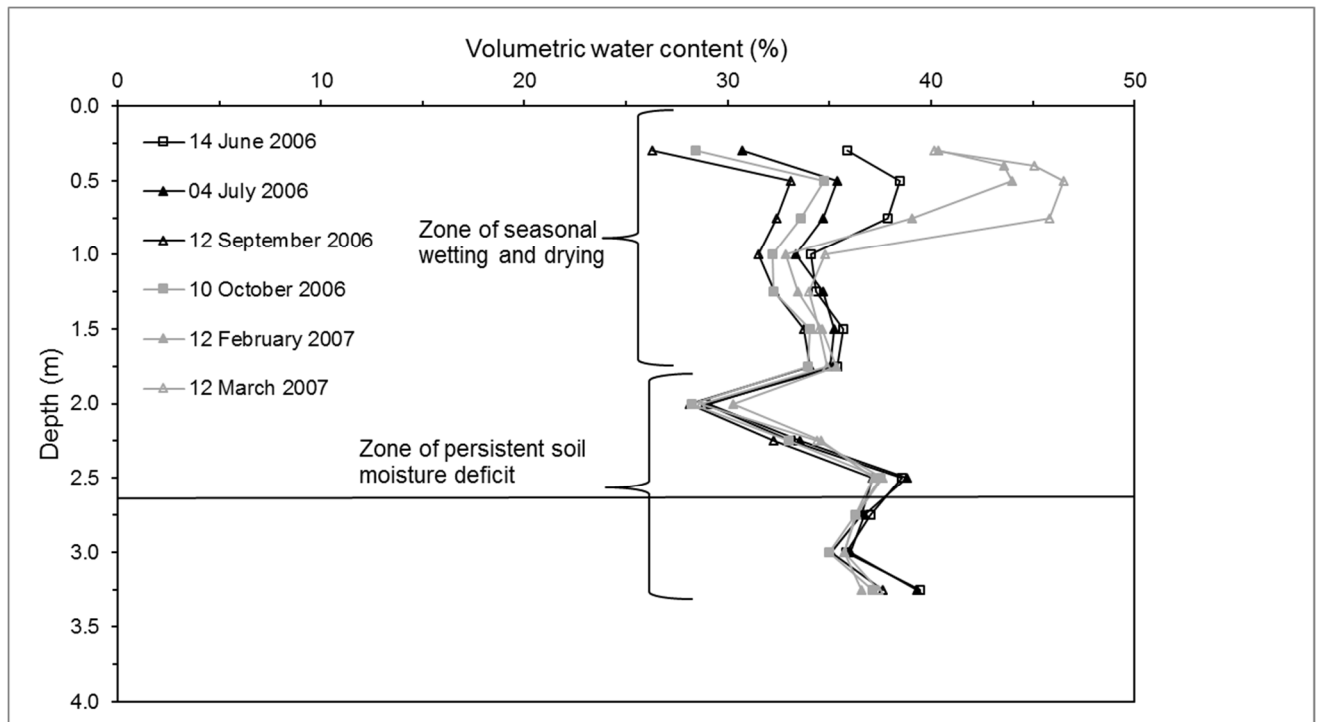 Volumetric water content (%)
0 10 20 30 40 50
0.0
0.5
1.0
1.5
2.0
2.5
3.0
3.5
4.0
Depth (m)
14 June 2006
04 July 2006
12 September 2006
10 October 2006
12 February 2007
12 March 2007
Zone of seasonal
wetting and drying
Zone of persistent soil
moisture deficit